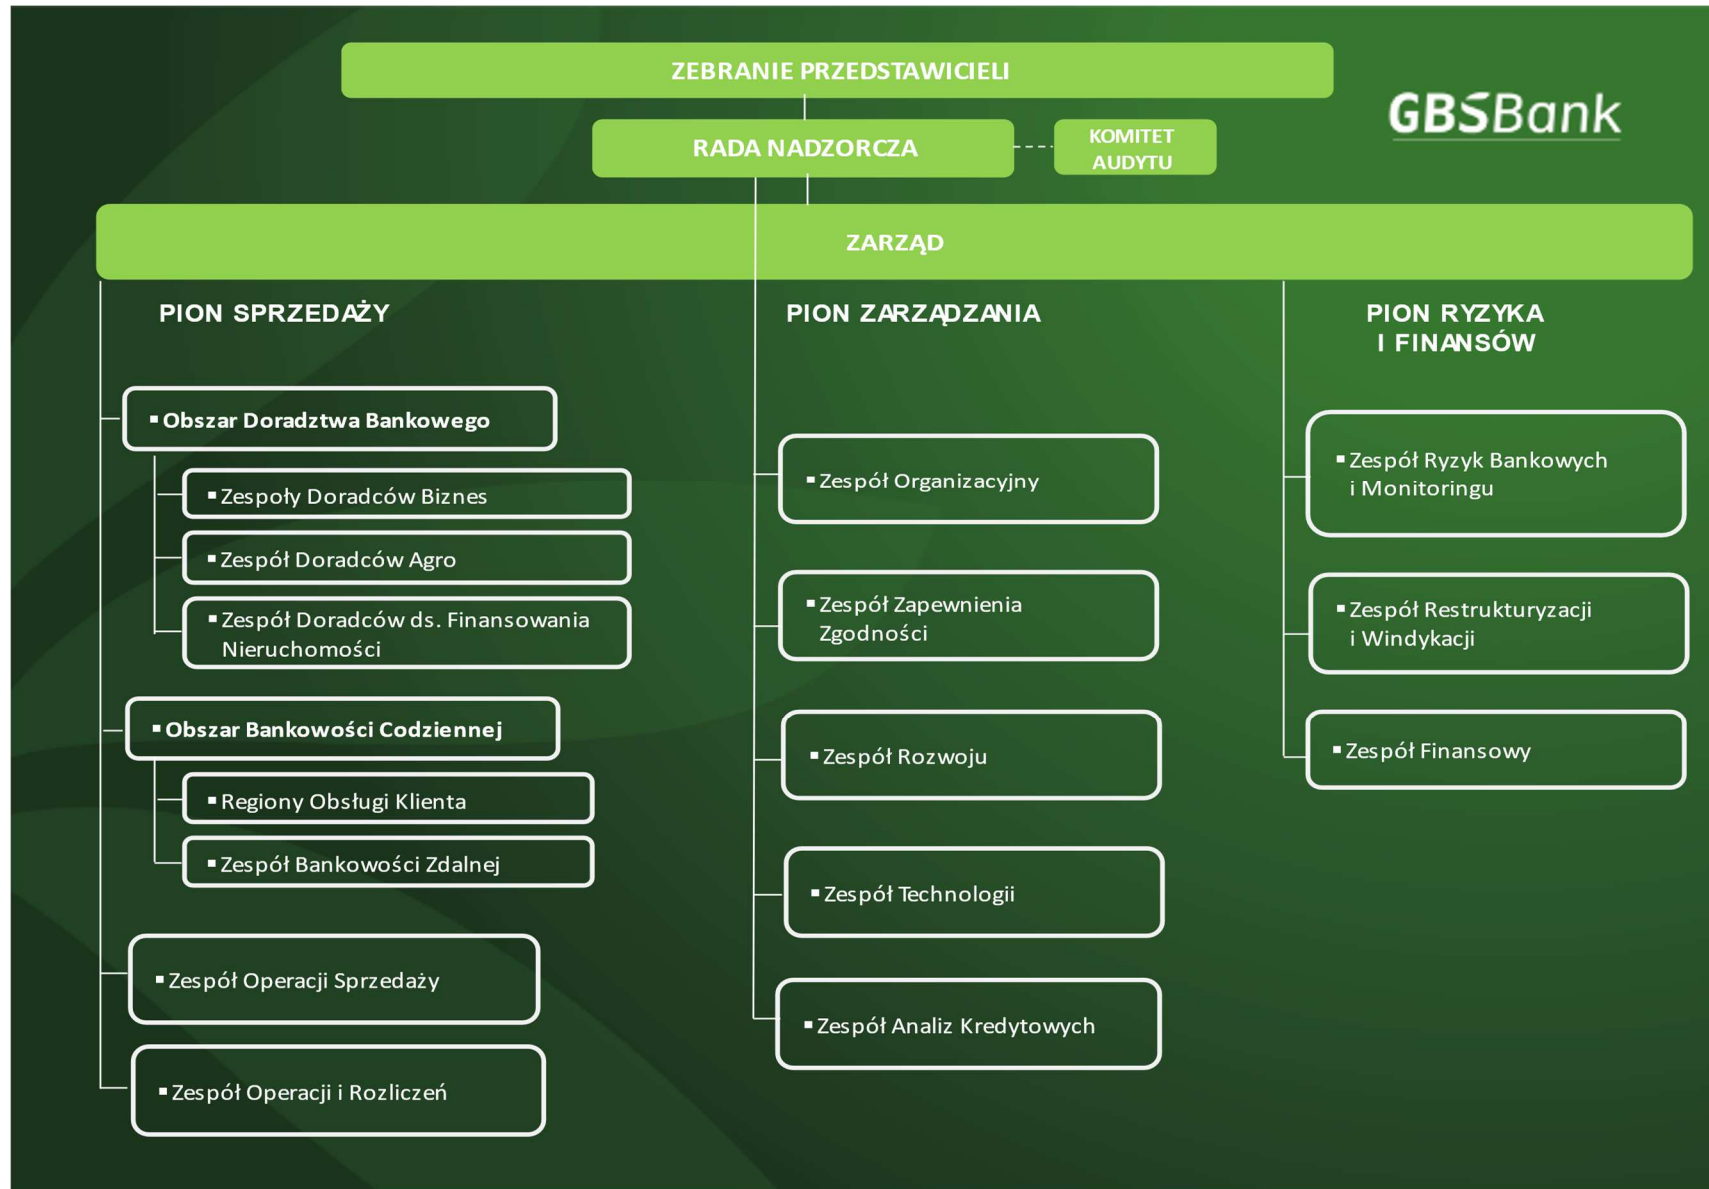 ZEBRANIE PRZEDSTAWICIELI
GBSBank
RADA NADZORCZA
KOMITET
AUDYTU
ZARZĄD
PION SPRZEDAŻY
▪ Obszar Doradztwa Bankowego
▪ Zespoły Doradców Biznes
▪ Zespół Doradców Agro
▪ Zespół Doradców ds. Finansowania
Nieruchomości
▪ Obszar Bankowości Codziennej
▪ Regiony Obsługi Klienta
▪ Zespół Bankowości Zdalnej
▪ Zespół Operacji Sprzedaży
▪ Zespół Operacji i Rozliczeń
PION ZARZĄDZANIA
▪ Zespół Organizacyjny
▪ Zespół Zapewnienia
Zgodności
▪ Zespół Rozwoju
▪ Zespół Technologii
▪ Zespół Analiz Kredytowych
PION RYZYKA
I FINANSÓW
▪ Zespół Ryzyk Bankowych
i Monitoringu
▪ Zespół Restrukturyzacji
i Windykacji
▪ Zespół Finansowy